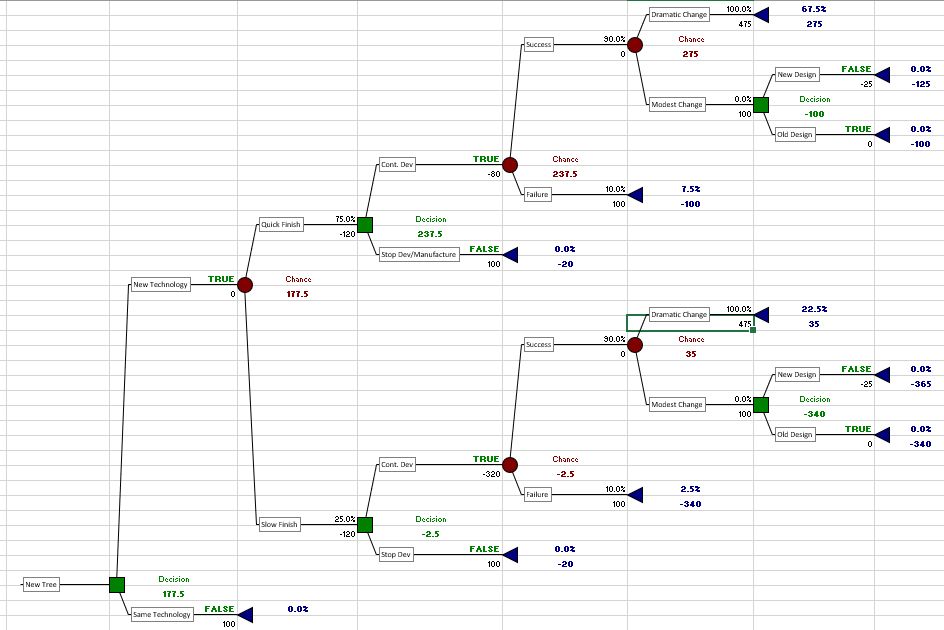 Dramatic Change 100.0% 67.5%
475 275
Success 90.0% Chance
0 275
New Design FALSE 0.0%
-25 -125
Modest Change 0.0% Decision
100 -100
Old Design TRUE 0.0%
0 -100
Cont. Dev TRUE Chance
-80 237.5
Failure 10.0% 7.5%
100 -100
Quick Finish 75.0% Decision
-120 237.5
Stop Dev/Manufacture FALSE 0.0%
100 -20
New Technology TRUE Chance
0 177.5
Dramatic Change 100.0% 22.5%
475 35
Success 90.0% Chance
0 35
New Design FALSE 0.0%
-25 -365
Modest Change 0.0% Decision
100 -340
Old Design TRUE 0.0%
0 -340
Cont. Dev TRUE Chance
-320 -2.5
Failure 10.0% 2.5%
100 -340
Slow Finish 25.0% Decision
-120 -2.5
Stop Dev FALSE 0.0%
100 -20
New Tree Decision
177.5
Same Technology FALSE 0.0%
100